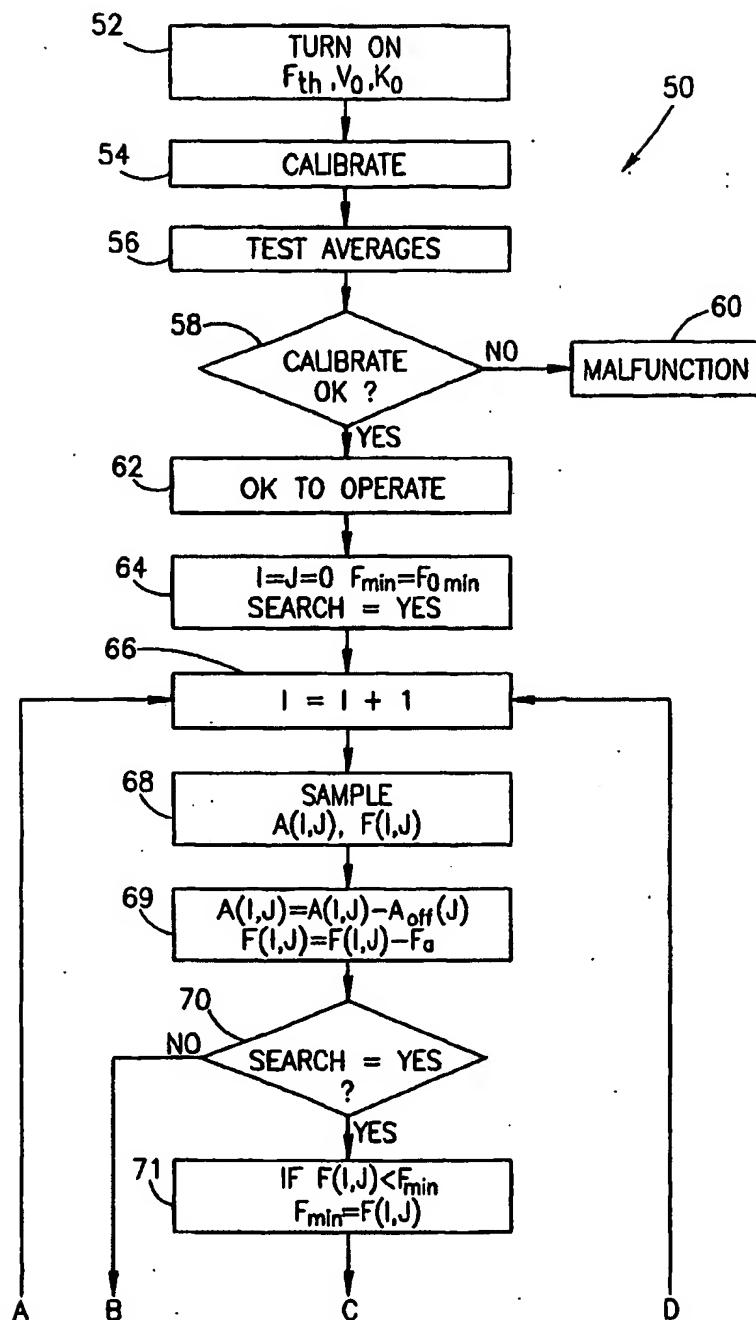 52
TURN ON
Fth,V0,K0
50
54
CALIBRATE
56
TEST AVERAGES
58
CALIBRATE
OK ?
NO
60
MALFUNCTION
YES
62
OK TO OPERATE
64
I=J=0 Fmin=F0 min
SEARCH = YES
66
I = I + 1
68
SAMPLE
A(I,J), F(I,J)
69
A(I,J)=A(I,J)-Aoff(J)
F(I,J)=F(I,J)-Fa
70
NO
SEARCH = YES
?
YES
71
IF F(I,J)<Fmin
Fmin=F(I,J)
A B C D